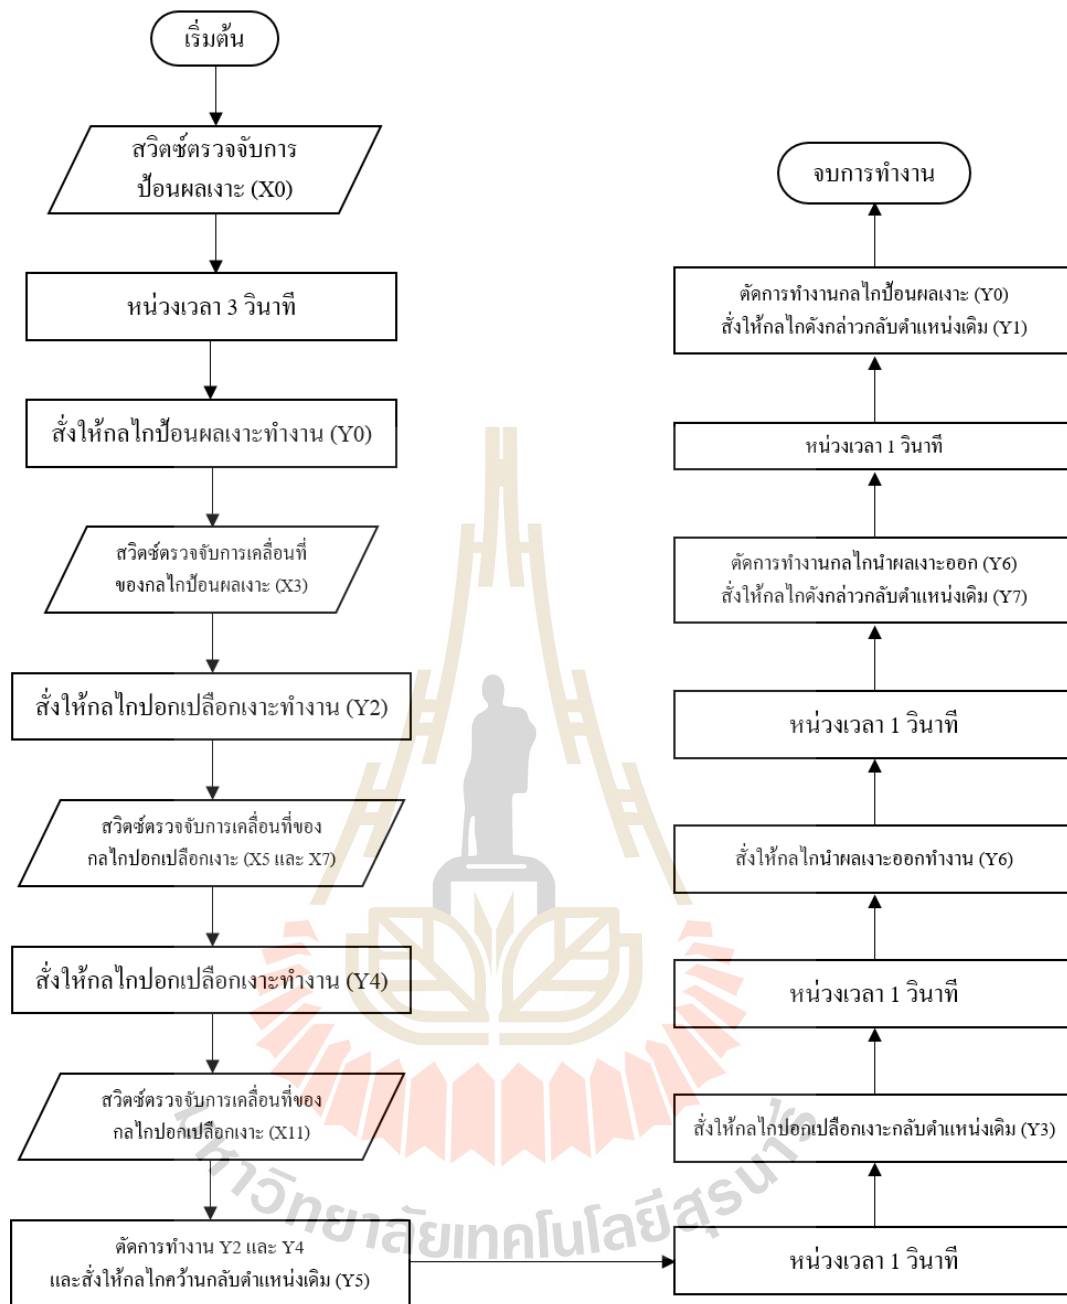 เริ่มต้น
สวิตซ์ตรวจจับการ
ป้อนผลเงาะ (X0)
หน่วงเวลา 3 วินาที
สั่งให้กลไกป้อนผลเงาะทำงาน (Y0)
สวิตซ์ตรวจจับการเคลื่อนที่
ของกลไกป้อนผลเงาะ (X3)
สั่งให้กลไกปอกเปลือกเงาะทำงาน (Y2)
สวิตซ์ตรวจจับการเคลื่อนที่ของ
กลไกปอกเปลือกเงาะ (X5 และ X7)
สั่งให้กลไกปอกเปลือกเงาะทำงาน (Y4)
สวิตซ์ตรวจจับการเคลื่อนที่ของ
กลไกปอกเปลือกเงาะ (X11)
ตัดการทำงาน Y2 และ Y4
และสั่งให้กลไกคว้านกลับตำแหน่งเดิม (Y5)
หน่วงเวลา 1 วินาที
สั่งให้กลไกปอกเปลือกเงาะกลับตำแหน่งเดิม (Y3)
หน่วงเวลา 1 วินาที
สั่งให้กลไกนำผลเงาะออกทำงาน (Y6)
หน่วงเวลา 1 วินาที
ตัดการทำงานกลไกนำผลเงาะออก (Y6)
สั่งให้กลไกดังกล่าวกลับตำแหน่งเดิม (Y7)
หน่วงเวลา 1 วินาที
ตัดการทำงานกลไกป้อนผลเงาะ (Y0)
สั่งให้กลไกดังกล่าวกลับตำแหน่งเดิม (Y1)
จบการทำงาน
มหาวิทยาลัยเทคโนโลยีสุรนารี